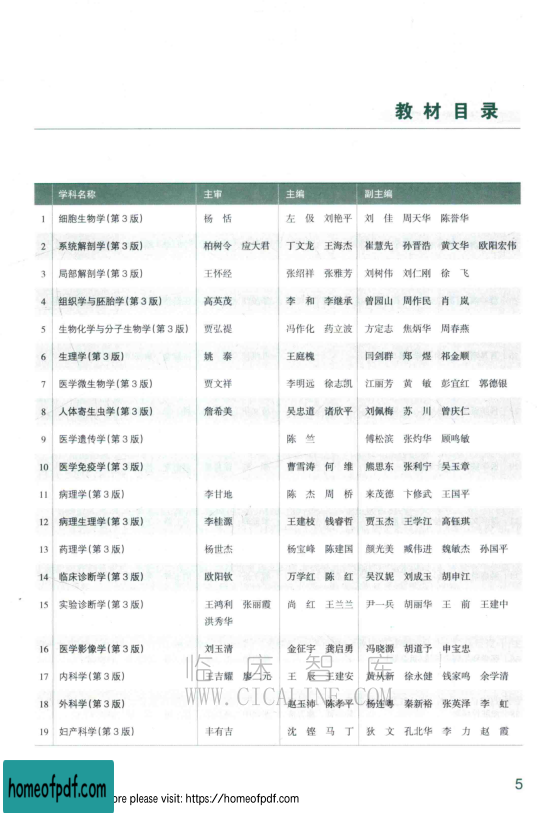 教材目录
学科名称 主审 主编 副主编
1 细胞生物学(第3版) 杨 恬 左 伋 刘艳平 刘 佳 周天华 陈誉华
2 系统解剖学(第3版) 柏树令 应大君 丁文龙 王海杰 崔慧先 孙晋浩 黄文华 欧阳宏伟
3 局部解剖学(第3版) 王怀经 张绍祥 张雅芳 刘树伟 刘仁刚 徐 飞
4 组织学与胚胎学(第3版) 高英茂 李 和 李继承 曾园山 周作民 肖 岚
5 生物化学与分子生物学(第3版) 贾弘禔 冯作化 药立波 方定志 焦炳华 周春燕
6 生理学(第3版) 姚 泰 王庭槐 闫剑群 郑 煜 祁金顺
7 医学微生物学(第3版) 贾文祥 李明远 徐志凯 江丽芳 黄 敏 彭宜红 郭德银
8 人体寄生虫学(第3版) 詹希美 吴忠道 诸欣平 刘佩梅 苏 川 曾庆仁
9 医学遗传学(第3版) 陈 竺 傅松滨 张灼华 顾鸣敏
10 医学免疫学(第3版) 曹雪涛 何 维 熊思东 张利宁 吴玉章
11 病理学(第3版) 李甘地 陈 杰 周 桥 来茂德 卞修武 王国平
12 病理生理学(第3版) 李桂源 王建枝 钱睿哲 贾玉杰 王学江 高钰琪
13 药理学(第3版) 杨世杰 杨宝峰 陈建国 颜光美 臧伟进 魏敏杰 孙国平
14 临床诊断学(第3版) 欧阳钦 万学红 陈 红 吴汉妮 刘成玉 胡申江
15 实验诊断学(第3版) 王鸿利 张丽霞 尚 红 王兰兰 尹一兵 胡丽华 王 前 王建中
洪秀华
16 医学影像学(第3版) 刘玉清 金征宇 龚启勇 冯晓源 胡道予 申宝忠
17 内科学(第3版) 王吉耀 廖二元 王 辰 王建安 黄从新 徐永健 钱家鸣 余学清
临床智库
WWW.CICALINE.COM
18 外科学(第3版) 赵玉沛 陈孝平 杨连粤 秦新裕 张英泽 李 虹
19 妇产科学(第3版) 丰有吉 沈 铿 马 丁 狄 文 孔北华 李 力 赵 霞
5
homeofpdf.com
ore please visit: https://homeofpdf.com